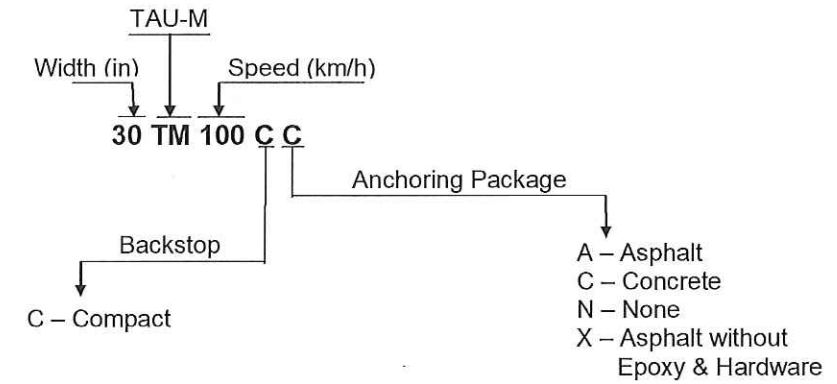 TAU-M
Width (in)
Speed (km/h)
30 TM 100 C C
Anchoring Package
Backstop
A – Asphalt
C – Concrete
N – None
X – Asphalt without
Epoxy & Hardware
C – Compact